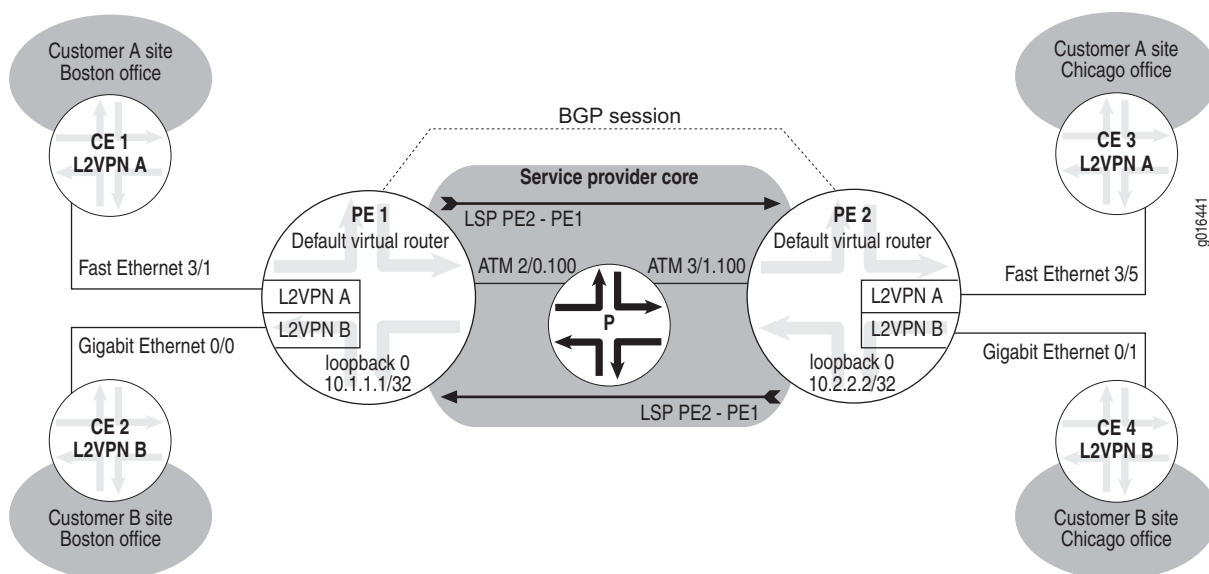 Customer A site
Boston office
CE 1
L2VPN A
Fast Ethernet 3/1
Gigabit Ethernet 0/0
CE 2
L2VPN B
Customer B site
Boston office
BGP session
Service provider core
LSP PE2 - PE1
PE 1
Default virtual router
L2VPN A
L2VPN B
loopback 0
10.1.1.1/32
ATM 2/0.100
ATM 3/1.100
P
LSP PE2 - PE1
PE 2
Default virtual router
L2VPN A
L2VPN B
loopback 0
10.2.2.2/32
Customer A site
Chicago office
CE 3
L2VPN A
Fast Ethernet 3/5
Gigabit Ethernet 0/1
CE 4
L2VPN B
Customer B site
Chicago office
g016441